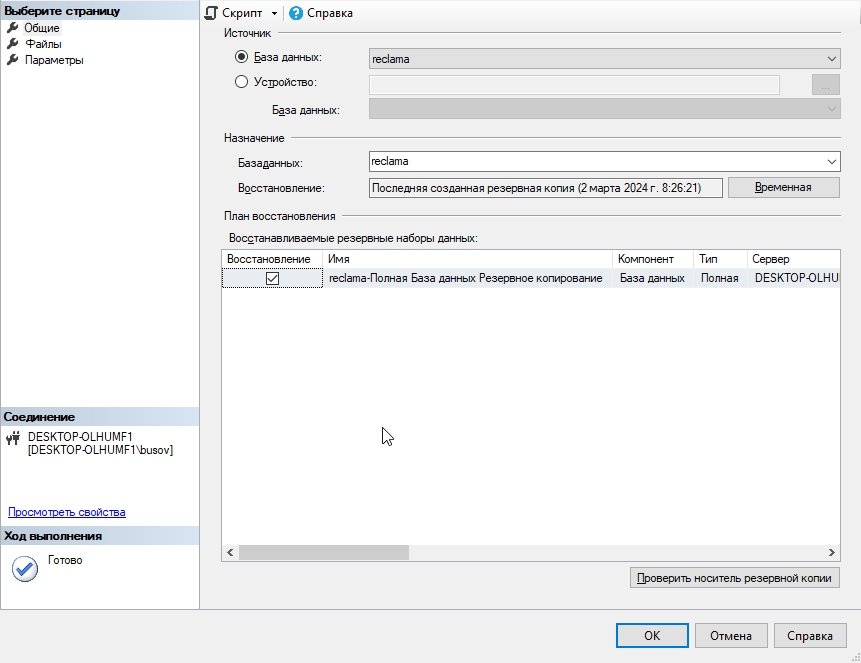 Выберите страницу
Общие
Файлы
Параметры
Скрипт
Справка
Источник
База данных: reclama
Устройство: ...
База данных:
Назначение
Базаданных: reclama
Восстановление: Последняя созданная резервная копия (2 марта 2024 г. 8:26:21) Временная
План восстановления
Восстанавливаемые резервные наборы данных:
Восстановление Имя Компонент Тип Сервер
reclama-Полная База данных Резервное копирование База данных Полная DESKTOP-OLHU
Соединение
DESKTOP-OLHUMF1
[DESKTOP-OLHUMF1\busov]
Просмотреть свойства
Ход выполнения
Готово
Проверить носитель резервной копии
ОК Отмена Справка